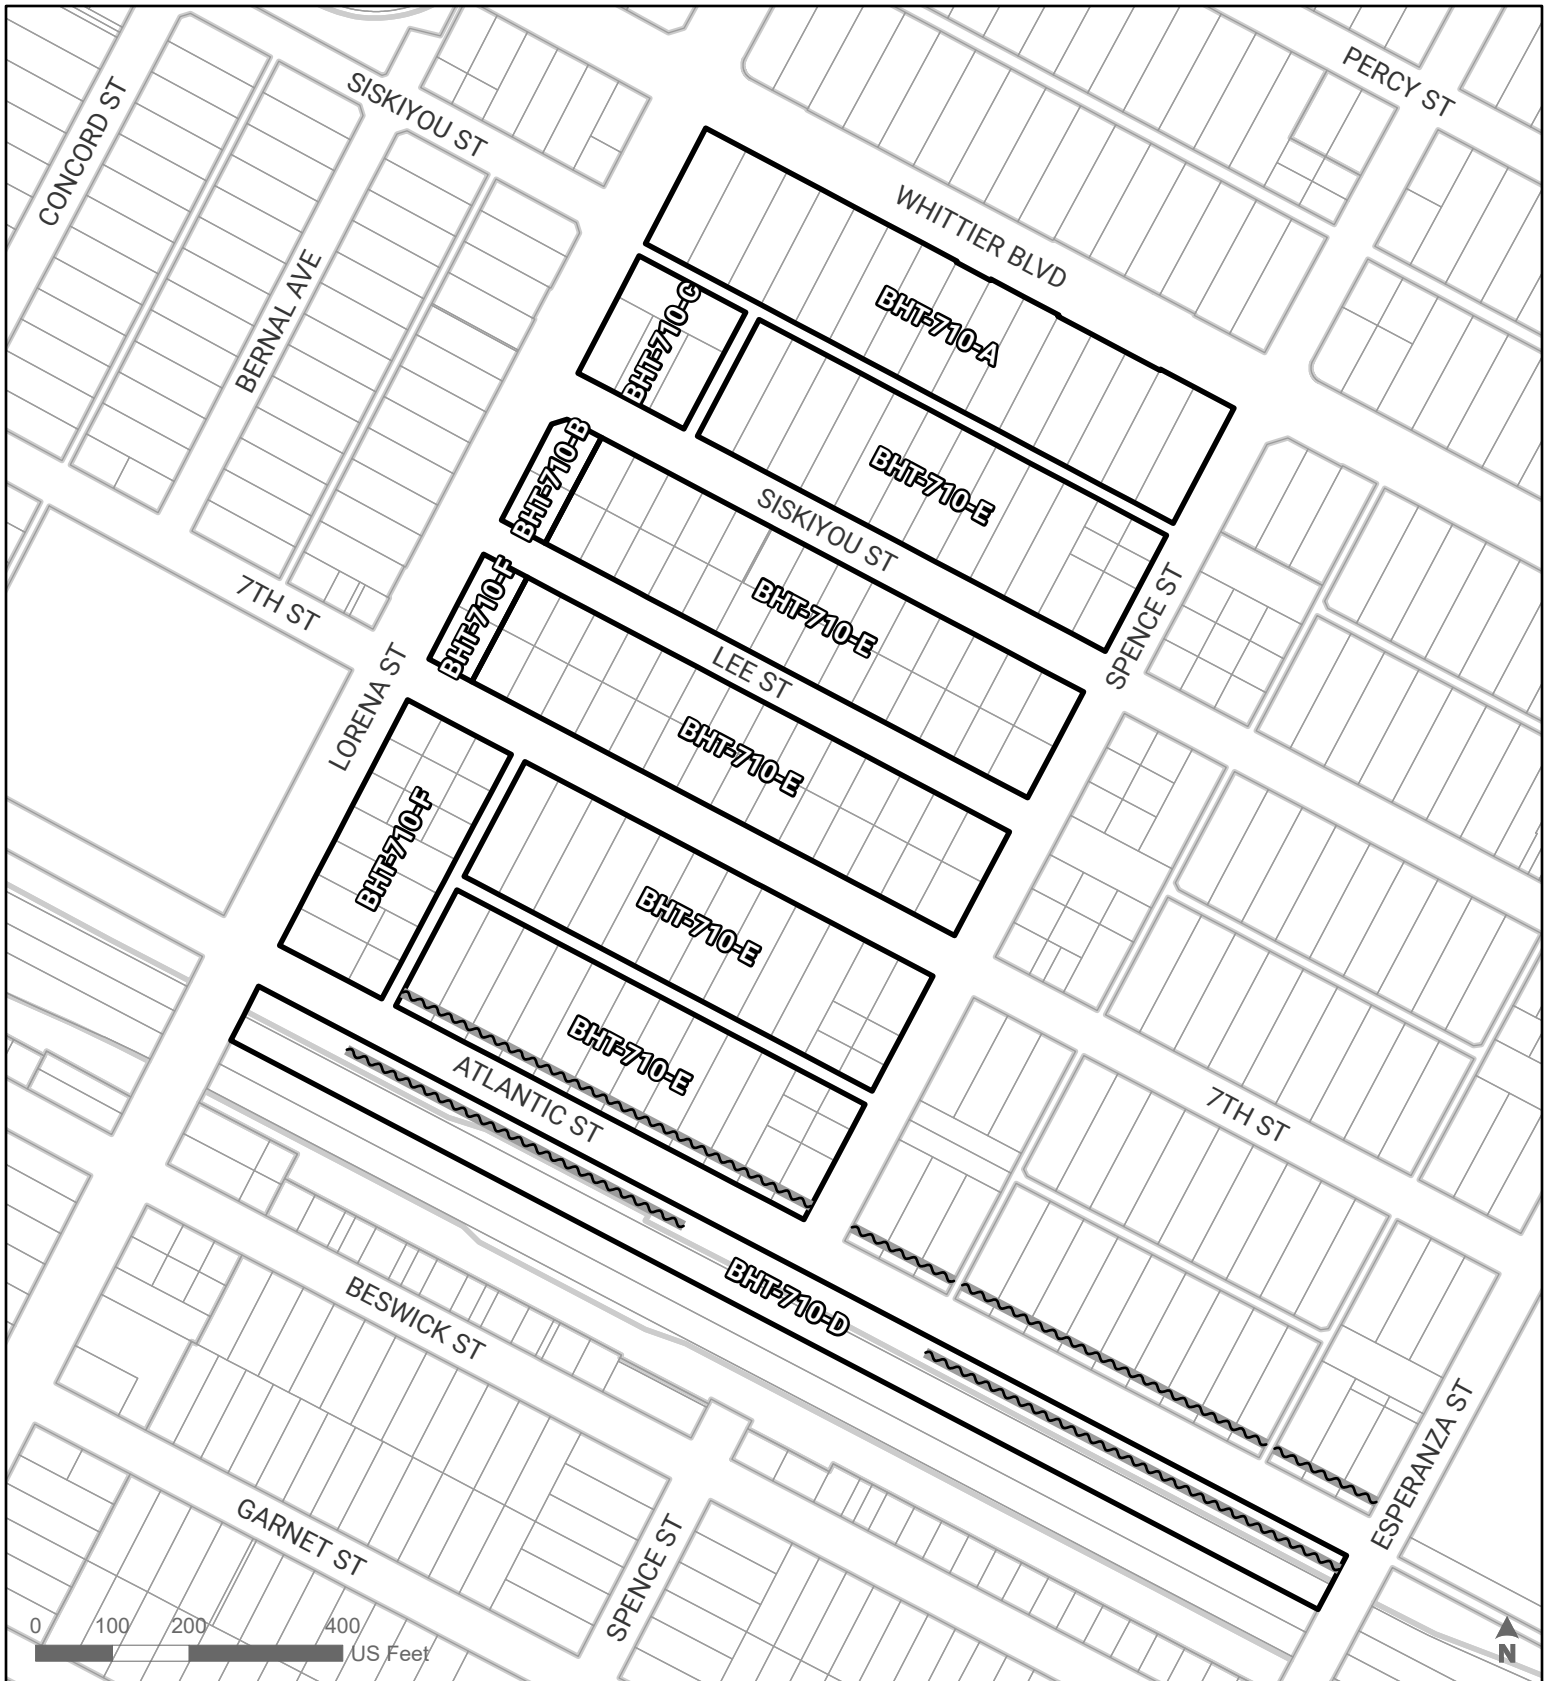 PERCY ST
SISKIYOU ST
CONCORD ST
WHITTIER BLVD
BERNAL AVE
BHT-710-C
BHT-710-A
BHT-710-B
BHT-710-E
SISKIYOU ST
BHT-710-F
BHT-710-E
SPENCE ST
7TH ST
LEE ST
LORENA ST
BHT-710-E
BHT-710-F
BHT-710-E
BHT-710-E
ATLANTIC ST
7TH ST
BHT-710-D
BESWICK ST
ESPERANZA ST
GARNET ST
SPENCE ST
0 100 200 400
US Feet
N